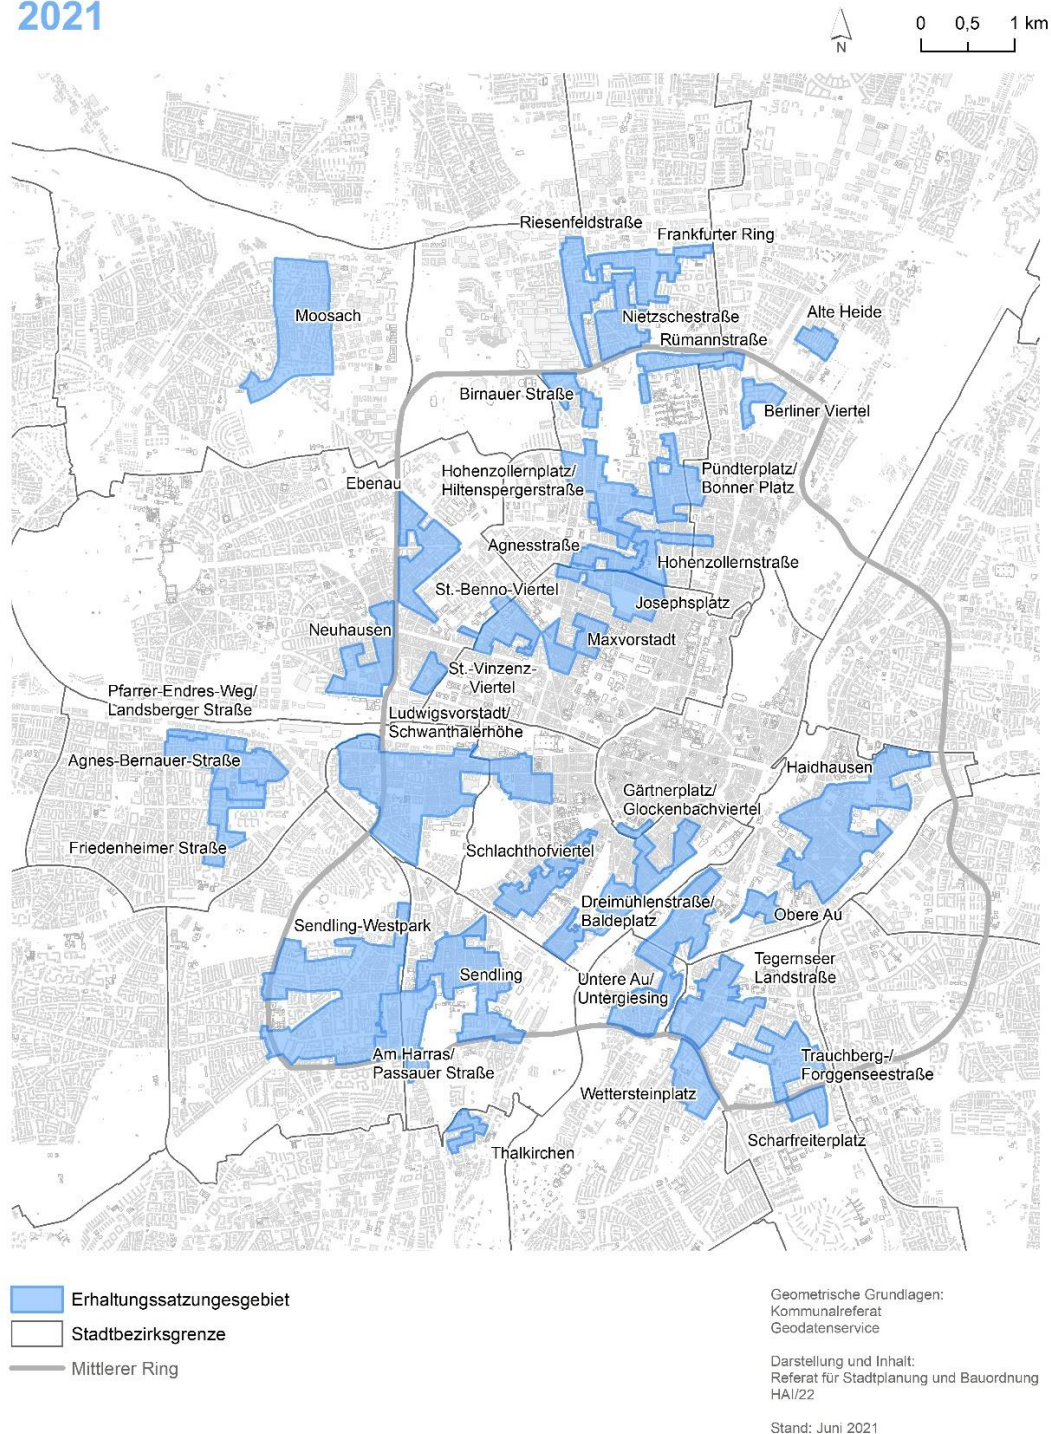 2021
0 0,5 1 km
N
Riesenfeldstraße
Frankfurter Ring
Moosach
Nietzschestraße
Alte Heide
Rümannstraße
Birnauer Straße
Berliner Viertel
Hohenzollernplatz/
Hiltenspergerstraße
Pündterplatz/
Bonner Platz
Ebenau
Agnesstraße
Hohenzollernstraße
St.-Benno-Viertel
Josephsplatz
Neuhausen
Maxvorstadt
St.-Vinzenz-
Viertel
Pfarrer-Endres-Weg/
Landsberger Straße
Ludwigsvorstadt/
Schwanthalerhöhe
Agnes-Bernauer-Straße
Haidhausen
Gärtnerplatz/
Glockenbachviertel
Friedenheimer Straße
Schlachthofviertel
Dreimühlenstraße/
Baldeplatz
Obere Au
Sendling-Westpark
Tegernseer
Landstraße
Sendling
Untere Au/
Untergiesing
Am Harras/
Passauer Straße
Trauchberg-/
Forggenseestraße
Wettersteinplatz
Scharfreiterplatz
Thalkirchen
Erhaltungssatzungesgebiet
Stadtbezirksgrenze
Mittlerer Ring
Geometrische Grundlagen:
Kommunalreferat
Geodatenservice
Darstellung und Inhalt:
Referat für Stadtplanung und Bauordnung
HAI/22
Stand: Juni 2021